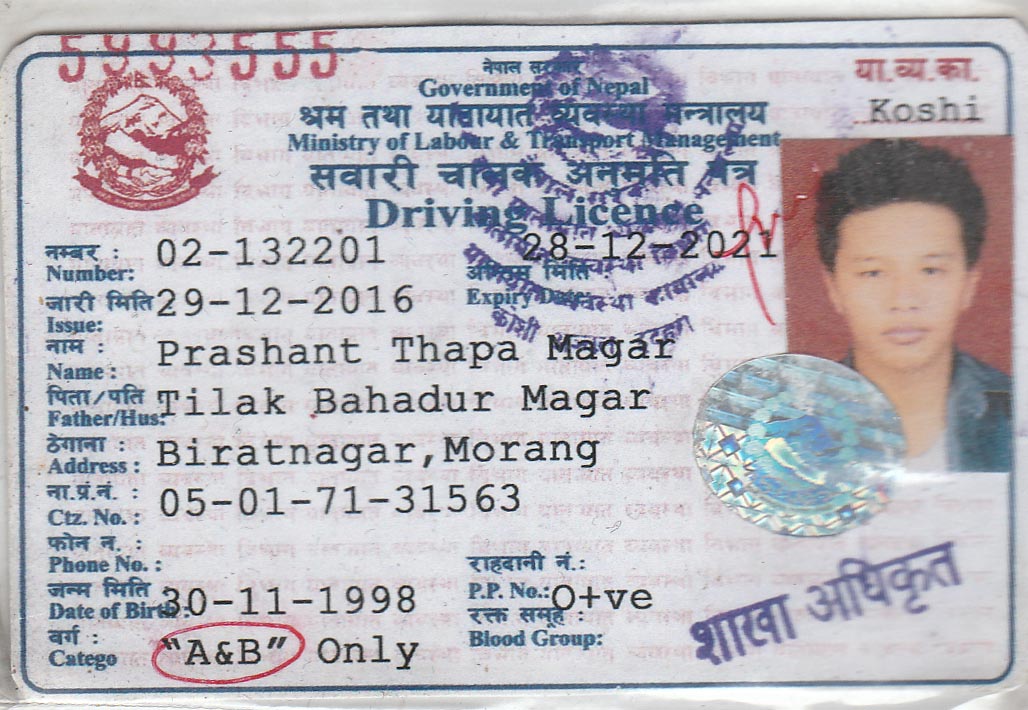 5993555
नेपाल सरकार
Government of Nepal
या.व्य.का.
Koshi
श्रम तथा यातायात व्यवस्था मन्त्रालय
Ministry of Labour & Transport Management
सवारी चालक अनुमति पत्र
Driving Licence
नम्बर: 02-132201 28-12-2021
Number: अन्तिम मिति
जारी मिति 29-12-2016 Expiry Date:
Issue:
नाम : Prashant Thapa Magar
Name :
पिता/पति Tilak Bahadur Magar
Father/Hus:
ठेगाना : Biratnagar,Morang
Address :
ना.प्र.नं. : 05-01-71-31563
Ctz. No. :
फोन न. :
Phone No. : राहदानी नं.:
जन्म मिति 30-11-1998 P.P. No.: O+ve
Date of Birth: रक्त समूह :
वर्ग : "A&B" Only Blood Group:
Catego
शाखा अधिकृत